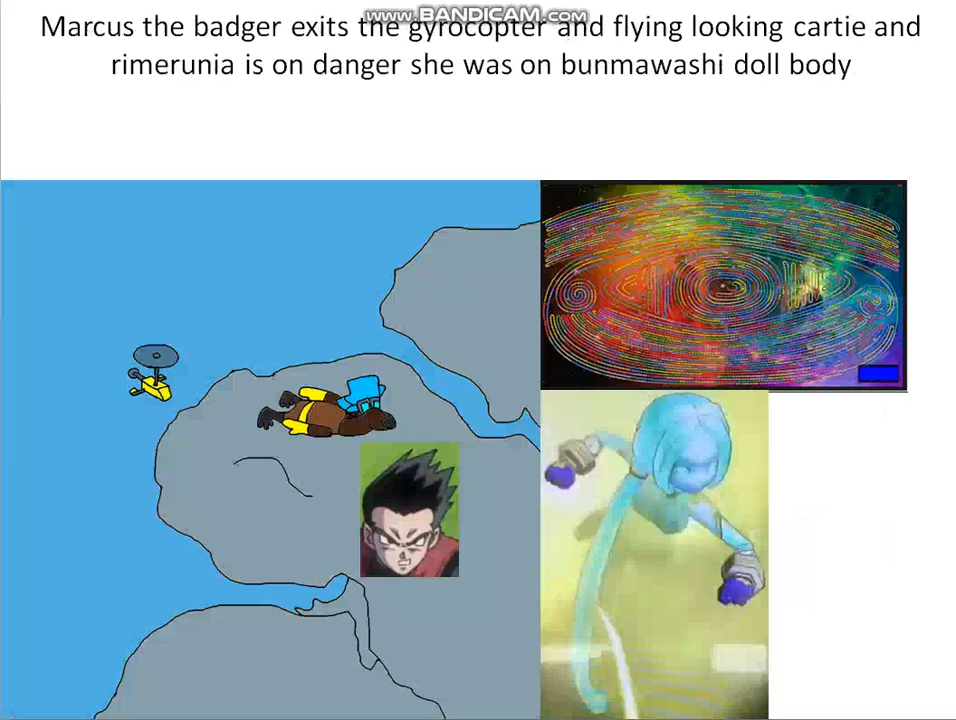 www.BANDICAM.com
Marcus the badger exits the gyrocopter and flying looking cartie and
rimerunia is on danger she was on bunmawashi doll body